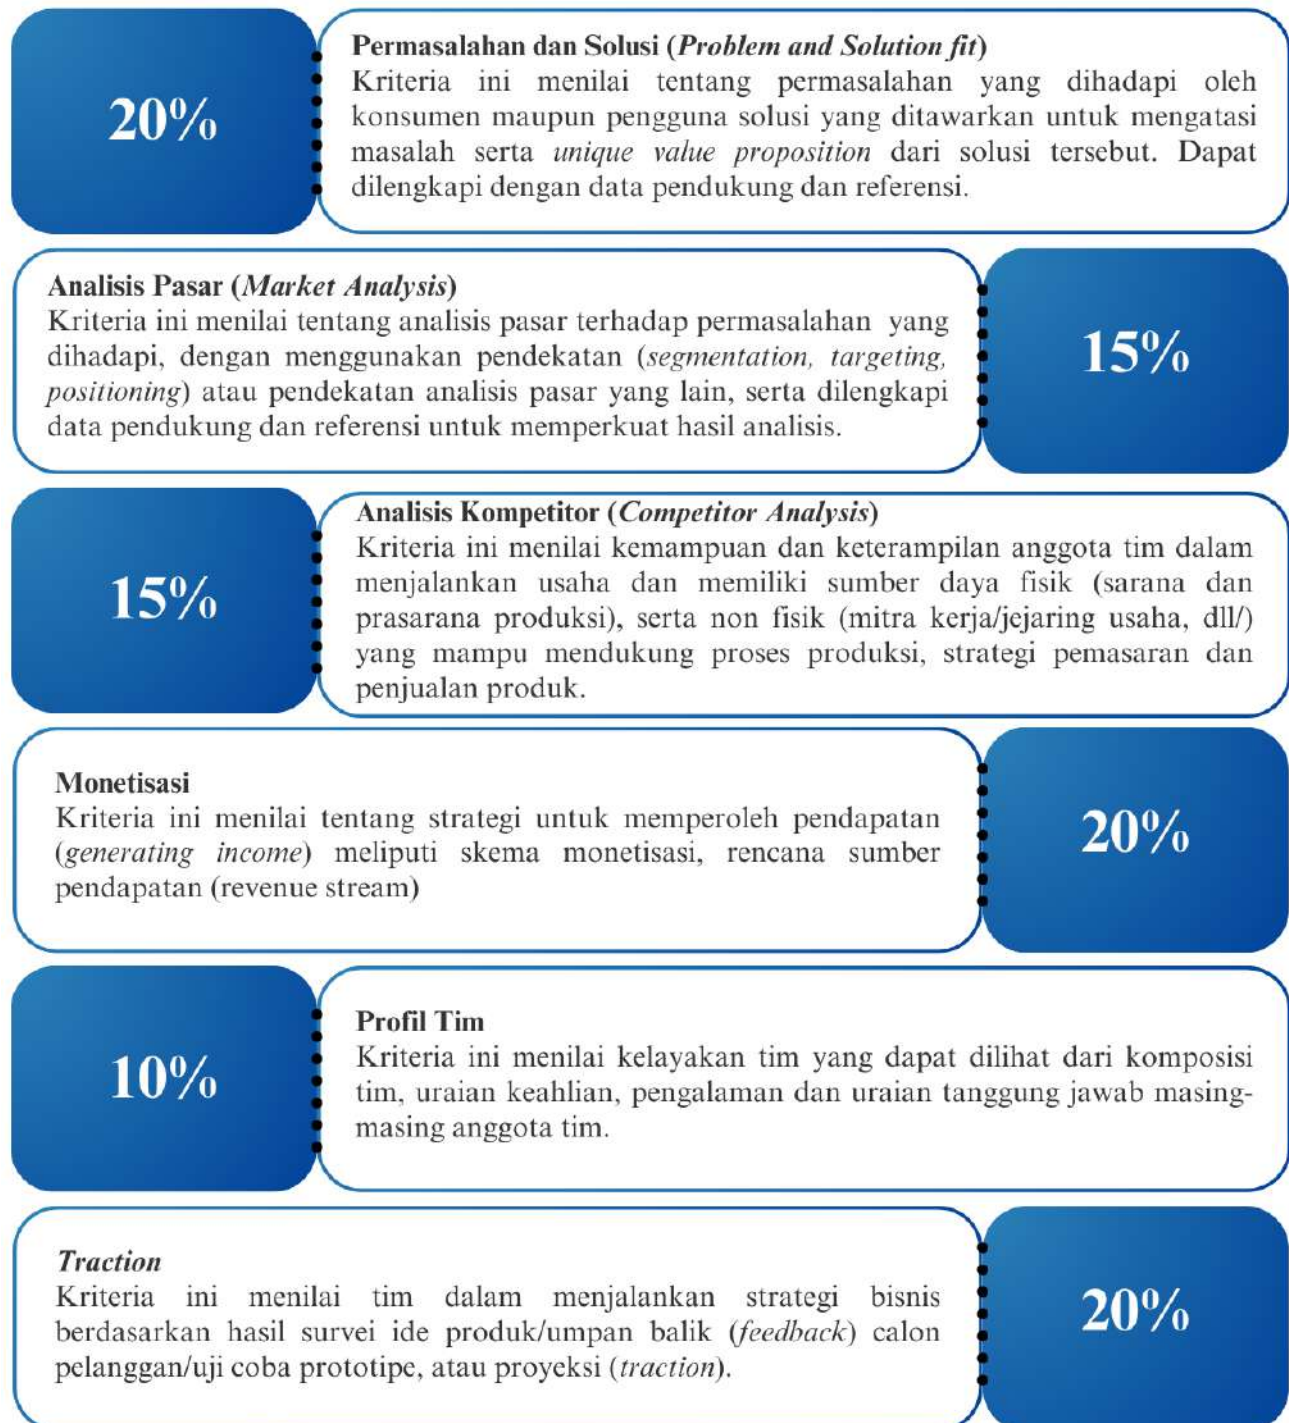 20%
Permasalahan dan Solusi (Problem and Solution fit)
Kriteria ini menilai tentang permasalahan yang dihadapi oleh
konsumen maupun pengguna solusi yang ditawarkan untuk mengatasi
masalah serta unique value proposition dari solusi tersebut. Dapat
dilengkapi dengan data pendukung dan referensi.
Analisis Pasar (Market Analysis)
Kriteria ini menilai tentang analisis pasar terhadap permasalahan yang
dihadapi, dengan menggunakan pendekatan (segmentation, targeting,
positioning) atau pendekatan analisis pasar yang lain, serta dilengkapi
data pendukung dan referensi untuk memperkuat hasil analisis.
15%
15%
Analisis Kompetitor (Competitor Analysis)
Kriteria ini menilai kemampuan dan keterampilan anggota tim dalam
menjalankan usaha dan memiliki sumber daya fisik (sarana dan
prasarana produksi), serta non fisik (mitra kerja/jejaring usaha, dll/)
yang mampu mendukung proses produksi, strategi pemasaran dan
penjualan produk.
Monetisasi
Kriteria ini menilai tentang strategi untuk memperoleh pendapatan
(generating income) meliputi skema monetisasi, rencana sumber
pendapatan (revenue stream)
20%
10%
Profil Tim
Kriteria ini menilai kelayakan tim yang dapat dilihat dari komposisi
tim, uraian keahlian, pengalaman dan uraian tanggung jawab masing-
masing anggota tim.
Traction
Kriteria ini menilai tim dalam menjalankan strategi bisnis
berdasarkan hasil survei ide produk/umpan balik (feedback) calon
pelanggan/uji coba prototipe, atau proyeksi (traction).
20%